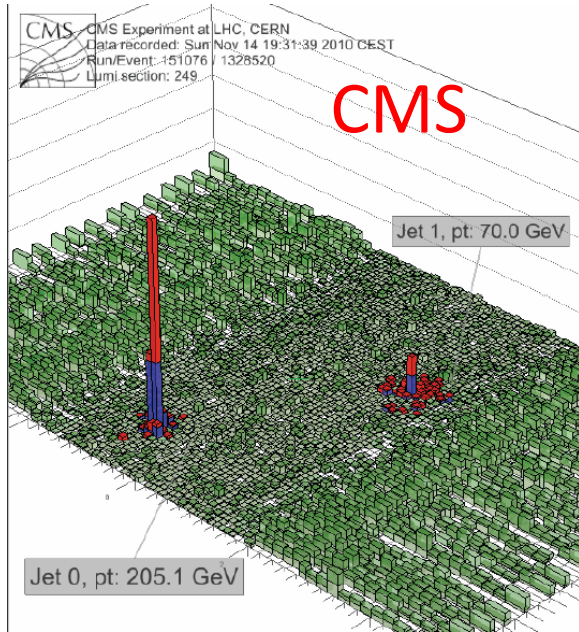 CMS
CMS Experiment at LHC, CERN
Data recorded: Sun Nov 14 19:31:39 2010 CEST
Run/Event: 151076 / 1328520
Lumi section: 249
CMS
Jet 1, pt: 70.0 GeV
Jet 0, pt: 205.1 GeV